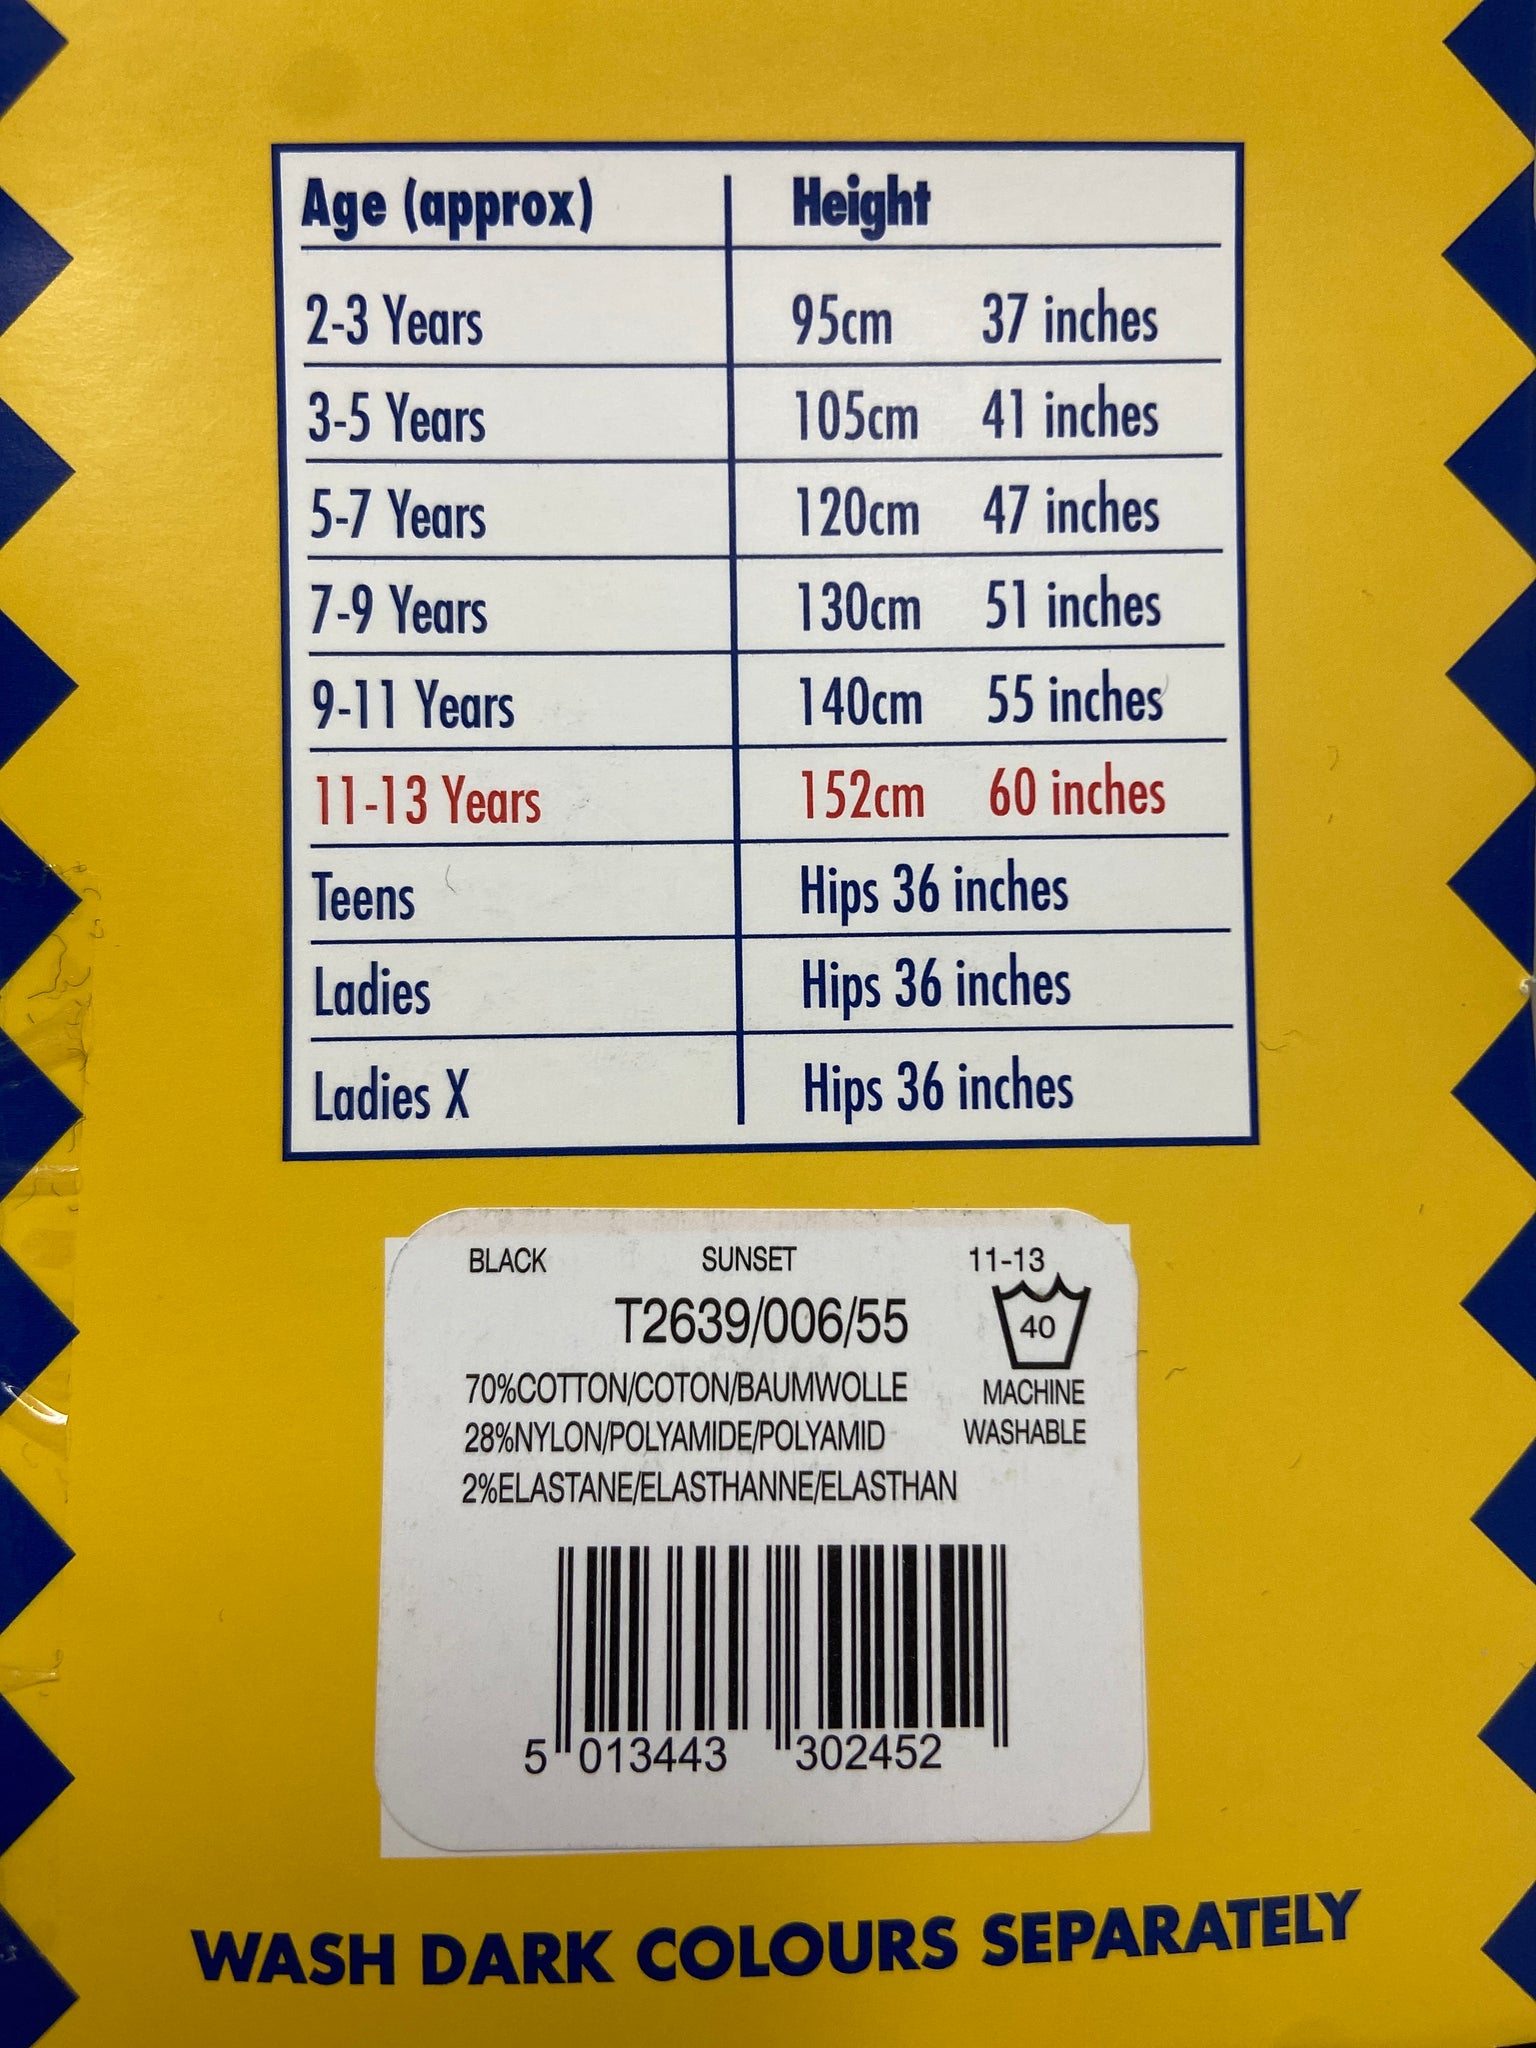 Age (approx) Height
2-3 Years 95cm 37 inches
3-5 Years 105cm 41 inches
5-7 Years 120cm 47 inches
7-9 Years 130cm 51 inches
9-11 Years 140cm 55 inches
11-13 Years 152cm 60 inches
Teens Hips 36 inches
Ladies Hips 36 inches
Ladies X Hips 36 inches
BLACK SUNSET 11-13
T2639/006/55
40
70%COTTON/COTON/BAUMWOLLE
MACHINE
28%NYLON/POLYAMIDE/POLYAMID
WASHABLE
2%ELASTANE/ELASTHANNE/ELASTHAN
5 013443 302452
WASH DARK COLOURS SEPARATELY